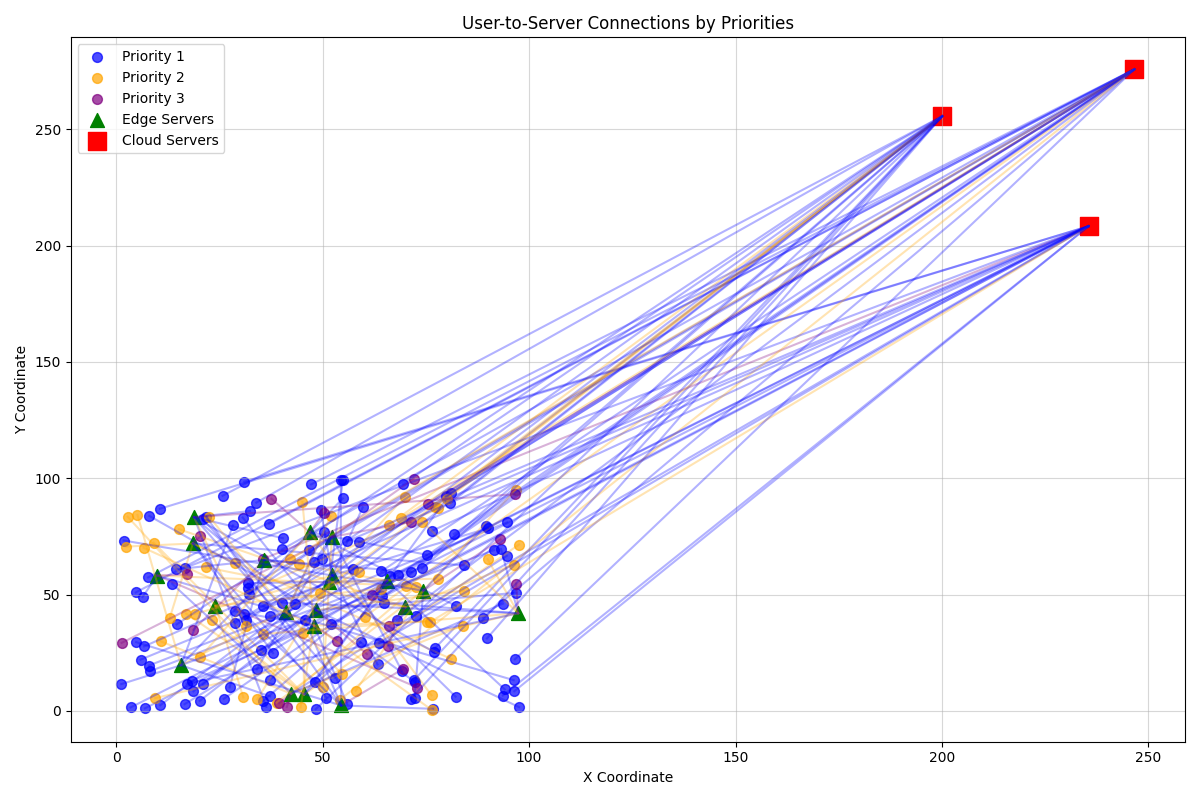 User-to-Server Connections by Priorities
Priority 1
Priority 2
Priority 3
Edge Servers
Cloud Servers
Y Coordinate
250
200
150
100
50
0
0 50 100 150 200 250
X Coordinate